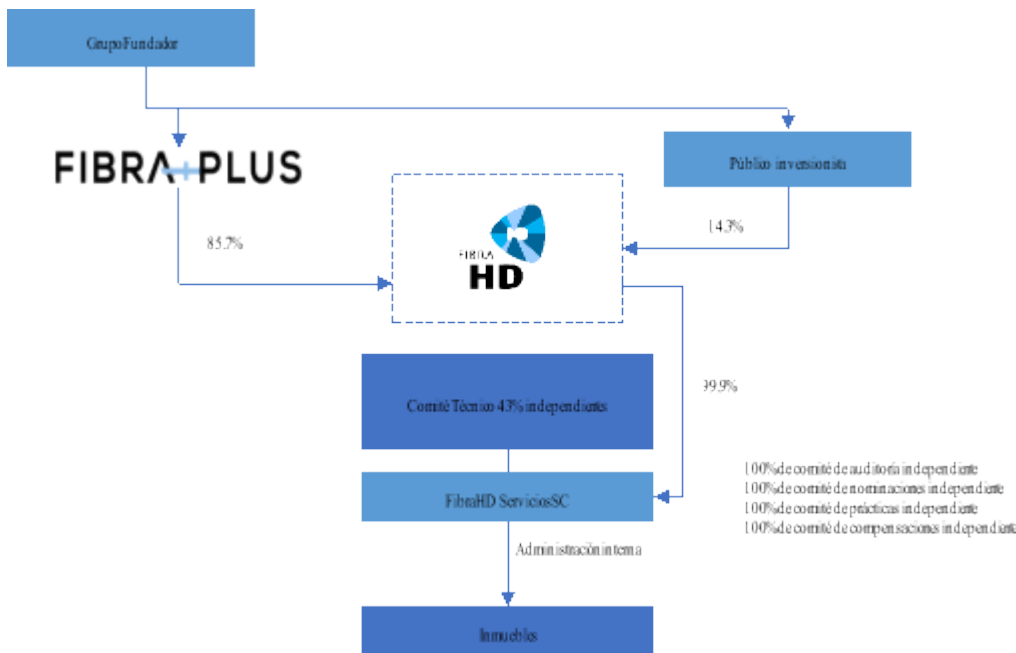 Grupo Fundador
FIBRA+PLUS
Público inversionista
85.7%
14.3%
FIBRA
HD
99.9%
Comité Técnico 43% independientes
100% de comité de auditoría independiente
100% de comité de nominaciones independiente
100% de comité de prácticas independiente
100% de comité de compensaciones independiente
FibraHD Servicios SC
Administración interna
Inmuebles